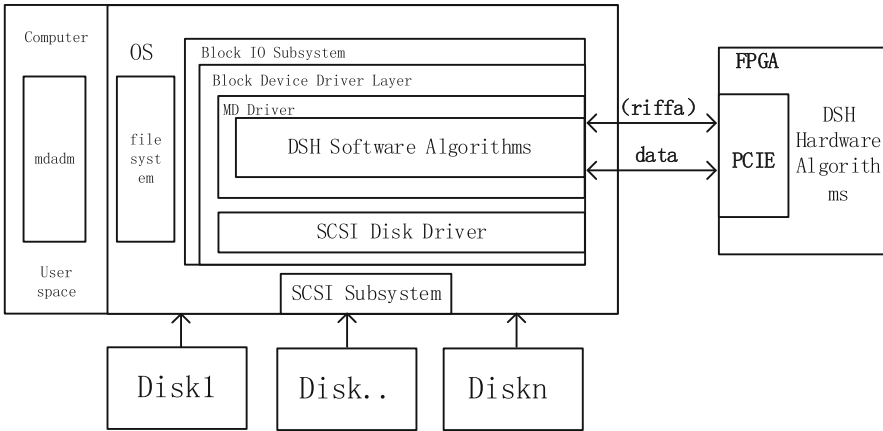 Computer
OS
Block IO Subsystem
Block Device Driver Layer
MD Driver
DSH Software Algorithms
mdadm
file
syst
em
SCSI Disk Driver
User
space
SCSI Subsystem
(riffa)
data
FPGA
PCIE
DSH
Hardware
Algorith
ms
Disk1
Disk..
Diskn